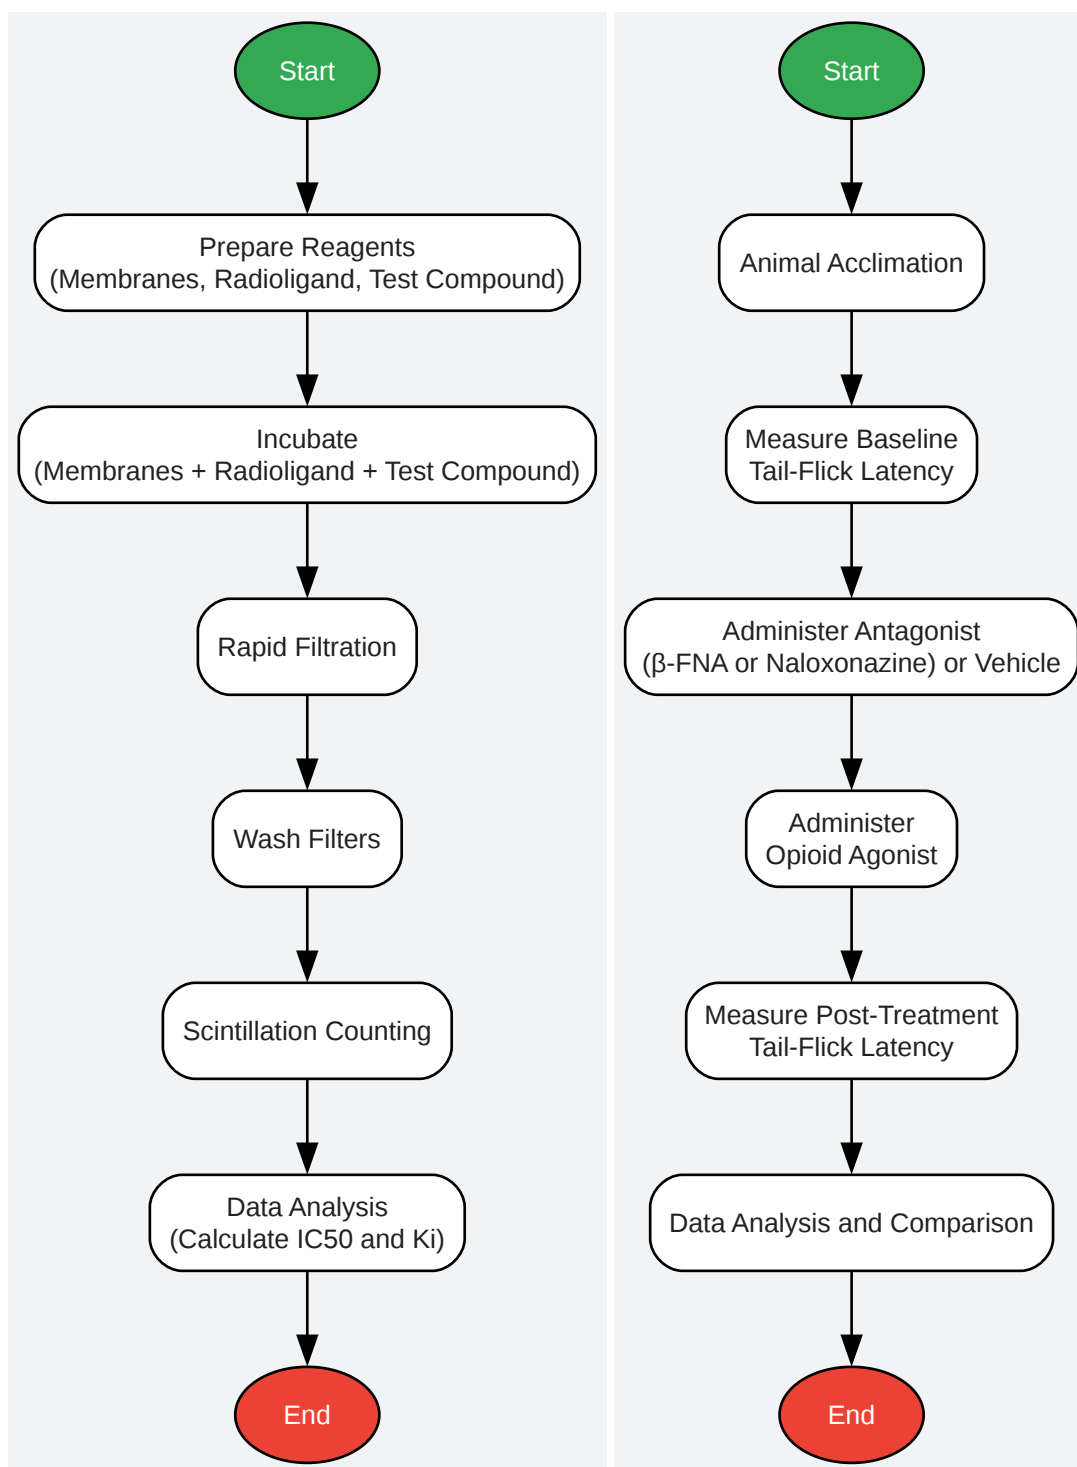 Start
Prepare Reagents
(Membranes, Radioligand, Test Compound)
Incubate
(Membranes + Radioligand + Test Compound)
Rapid Filtration
Wash Filters
Scintillation Counting
Data Analysis
(Calculate IC50 and Ki)
End
Start
Animal Acclimation
Measure Baseline
Tail-Flick Latency
Administer Antagonist
(β-FNA or Naloxonazine) or Vehicle
Administer
Opioid Agonist
Measure Post-Treatment
Tail-Flick Latency
Data Analysis and Comparison
End